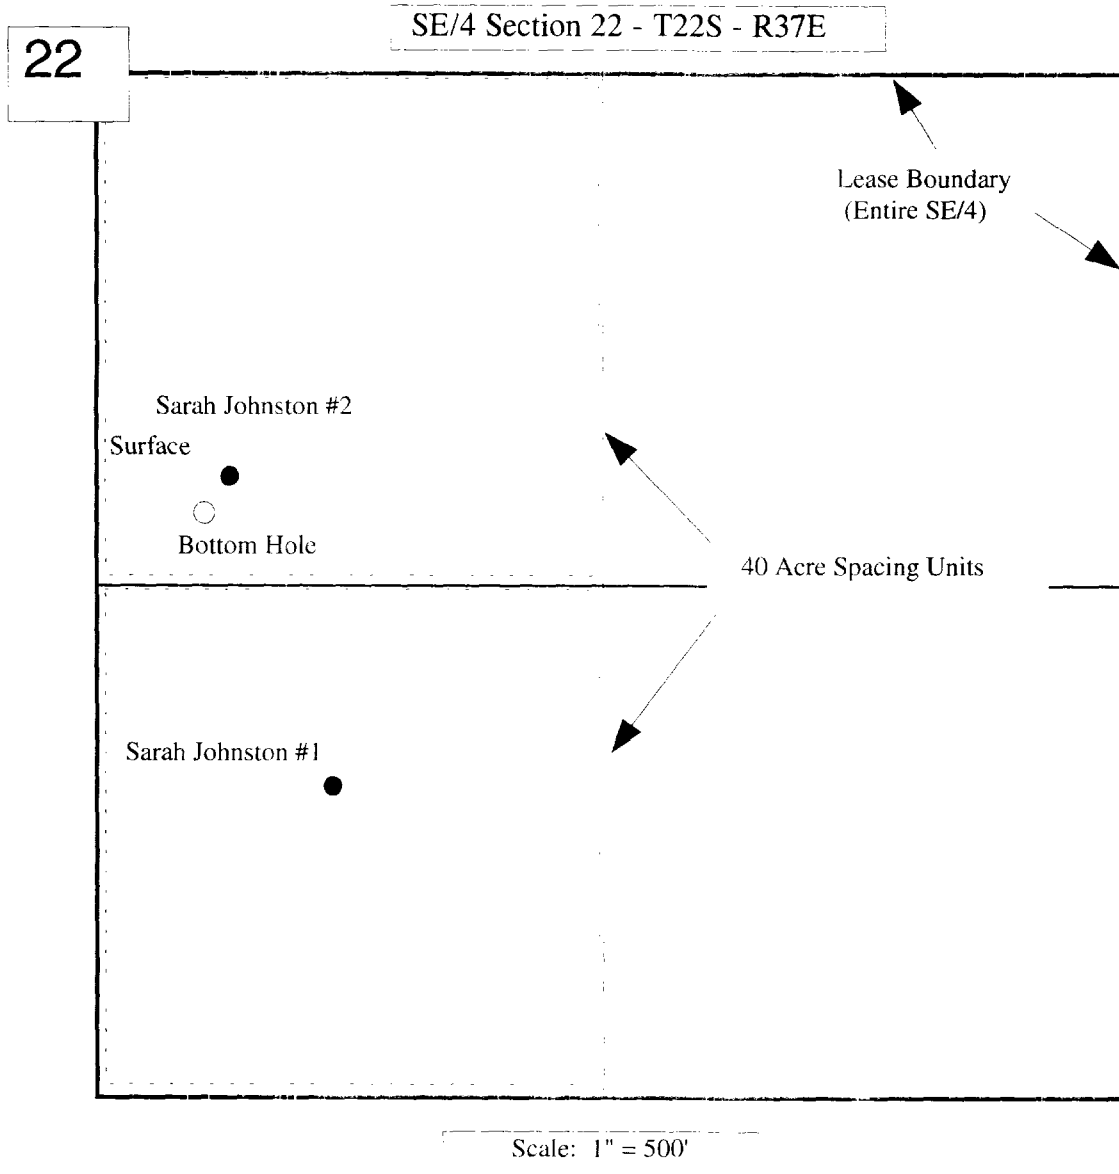 SE/4 Section 22 - T22S - R37E
22
Lease Boundary
(Entire SE/4)
Sarah Johnston #2
Surface
Bottom Hole
40 Acre Spacing Units
Sarah Johnston #1
Scale: 1" = 500'